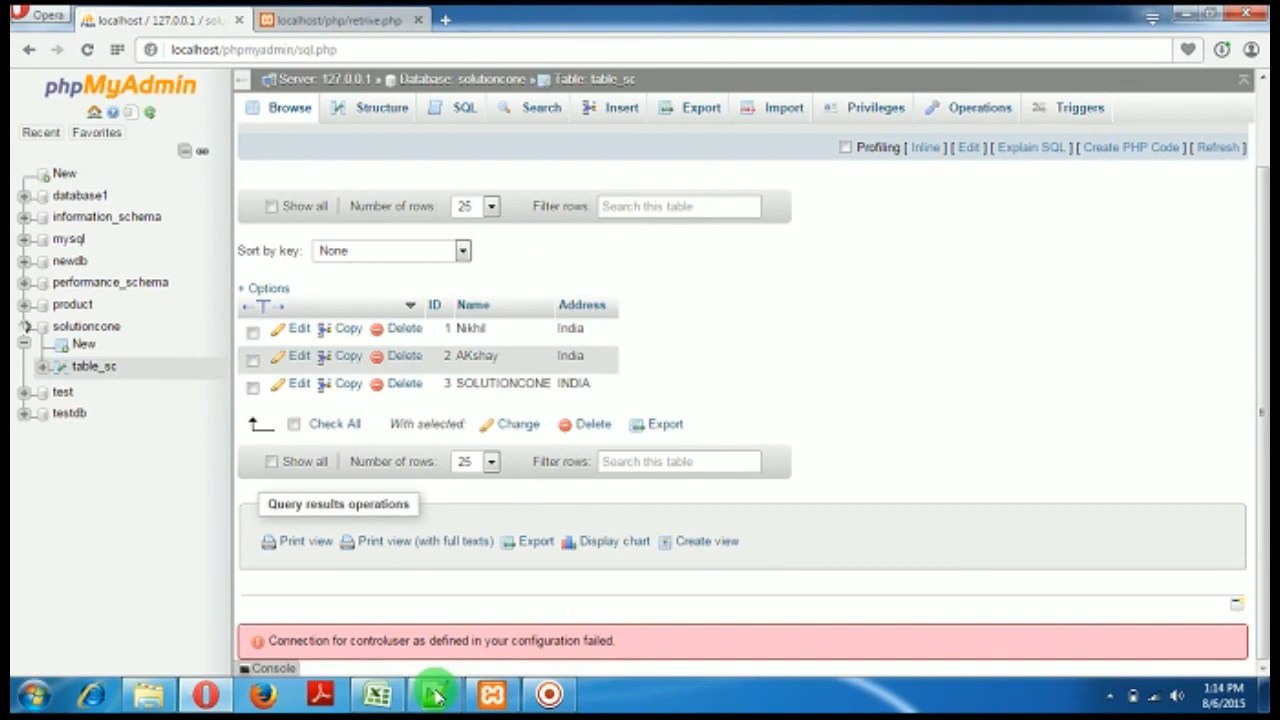 Opera
localhost / 127.0.0.1 / solu
localhost/php/retrive.php
localhost/phpmyadmin/sql.php
phpMyAdmin
Recent Favorites
New
database1
information_schema
mysql
newdb
performance_schema
product
solutioncone
New
table_sc
test
testdb
Server: 127.0.0.1 » Database: solutioncone » Table: table_sc
Browse Structure SQL Search Insert Export Import Privileges Operations Triggers
Profiling [ Inline ] [ Edit ] [ Explain SQL ] [ Create PHP Code ] [ Refresh ]
Show all | Number of rows: 25 Filter rows: Search this table
Sort by key: None
+ Options
←T→ ID Name Address
Edit Copy Delete 1 Nikhil India
Edit Copy Delete 2 AKshay India
Edit Copy Delete 3 SOLUTIONCONE INDIA
Check All With selected: Change Delete Export
Show all | Number of rows: 25 Filter rows: Search this table
Query results operations
Print view Print view (with full texts) Export Display chart Create view
Connection for controluser as defined in your configuration failed.
Console
1:14 PM
8/6/2015